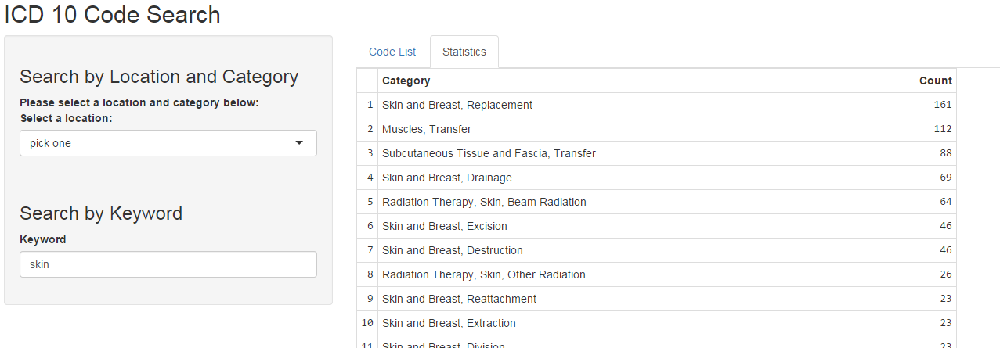 ICD 10 Code Search
Search by Location and Category
Please select a location and category below:
Select a location:
pick one
Search by Keyword
Keyword
skin
Code List Statistics
Category Count
1 Skin and Breast, Replacement 161
2 Muscles, Transfer 112
3 Subcutaneous Tissue and Fascia, Transfer 88
4 Skin and Breast, Drainage 69
5 Radiation Therapy, Skin, Beam Radiation 64
6 Skin and Breast, Excision 46
7 Skin and Breast, Destruction 46
8 Radiation Therapy, Skin, Other Radiation 26
9 Skin and Breast, Reattachment 23
10 Skin and Breast, Extraction 23
11 Skin and Breast, Division 23